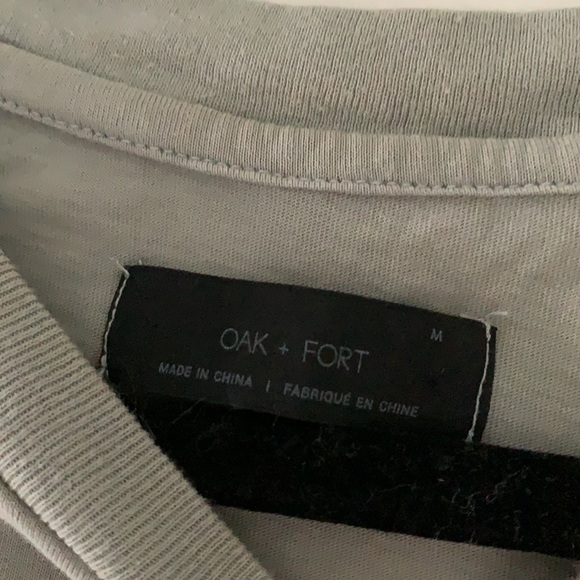 M
OAK + FORT
MADE IN CHINA | FABRIQUÉ EN CHINE